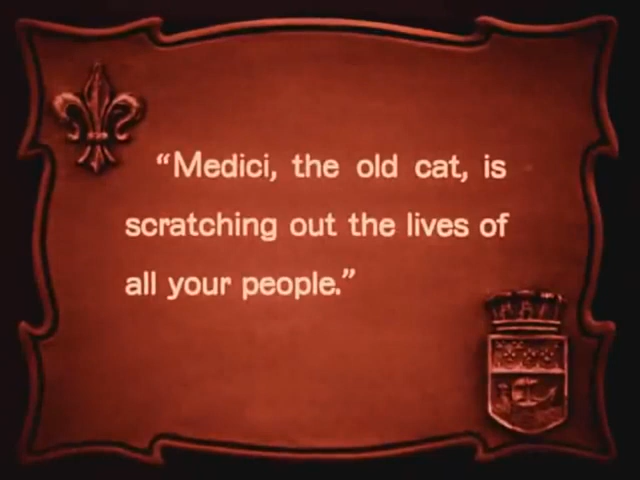 “Medici, the old cat, is
scratching out the lives of
all your people.”